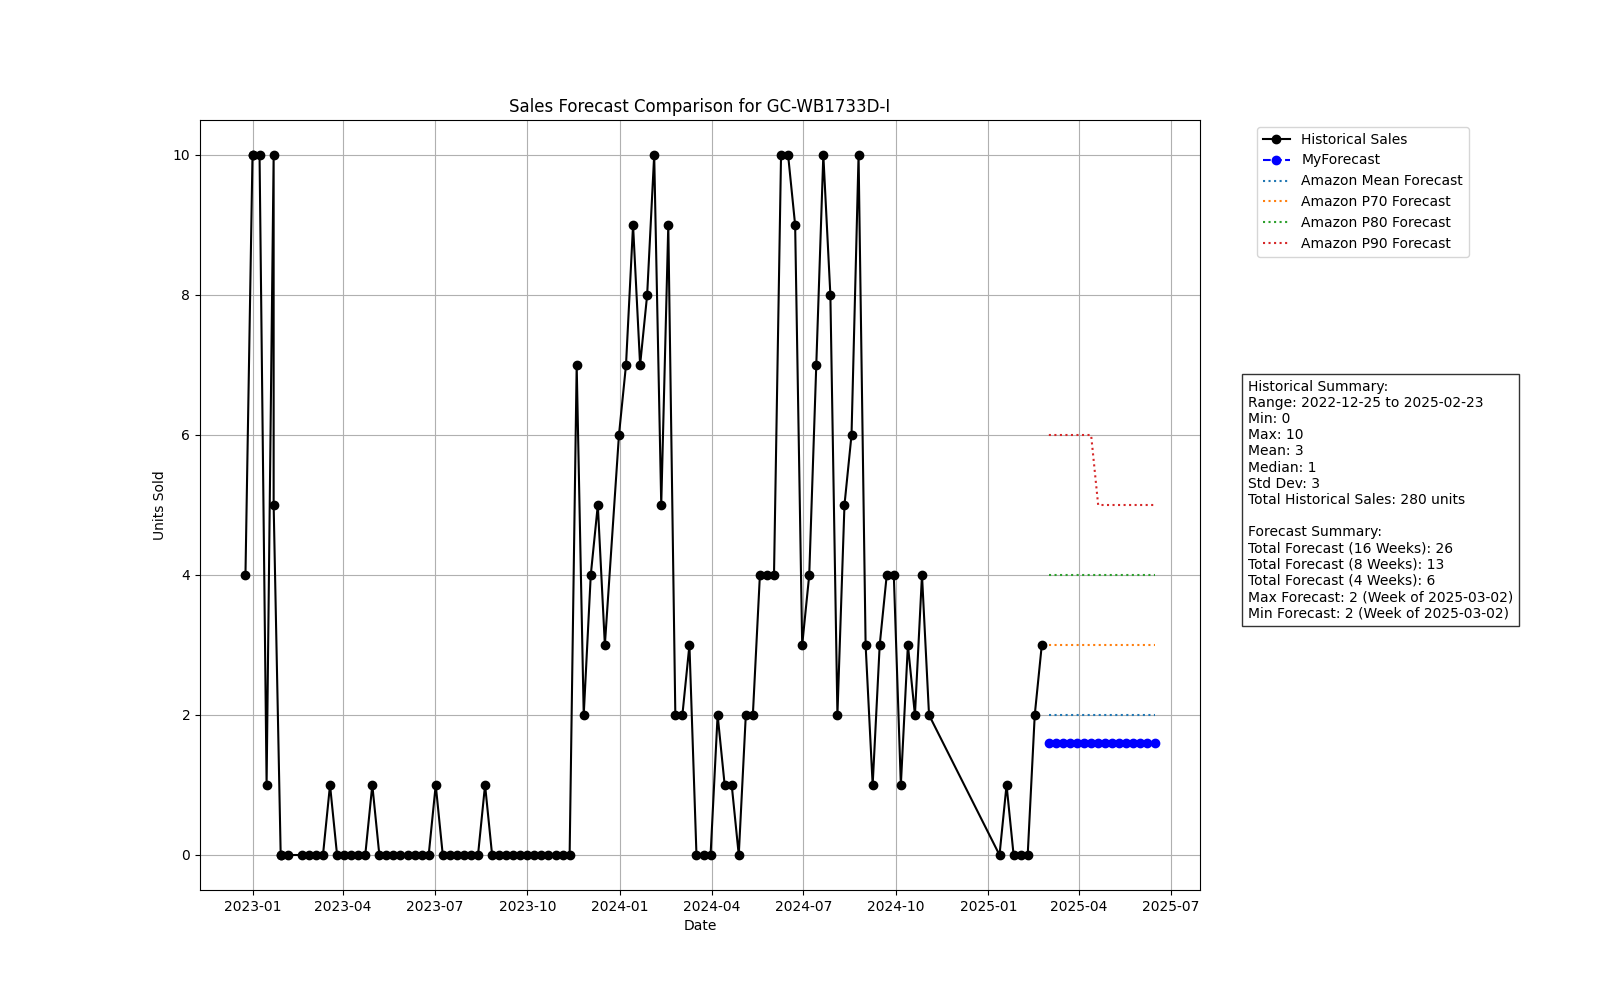 Sales Forecast Comparison for GC-WB1733D-I
Units Sold
10
8
6
4
2
0
2023-01
2023-04
2023-07
2023-10
2024-01
2024-04
2024-07
2024-10
2025-01
2025-04
2025-07
Date
Historical Sales
MyForecast
Amazon Mean Forecast
Amazon P70 Forecast
Amazon P80 Forecast
Amazon P90 Forecast
Historical Summary:
Range: 2022-12-25 to 2025-02-23
Min: 0
Max: 10
Mean: 3
Median: 1
Std Dev: 3
Total Historical Sales: 280 units
Forecast Summary:
Total Forecast (16 Weeks): 26
Total Forecast (8 Weeks): 13
Total Forecast (4 Weeks): 6
Max Forecast: 2 (Week of 2025-03-02)
Min Forecast: 2 (Week of 2025-03-02)